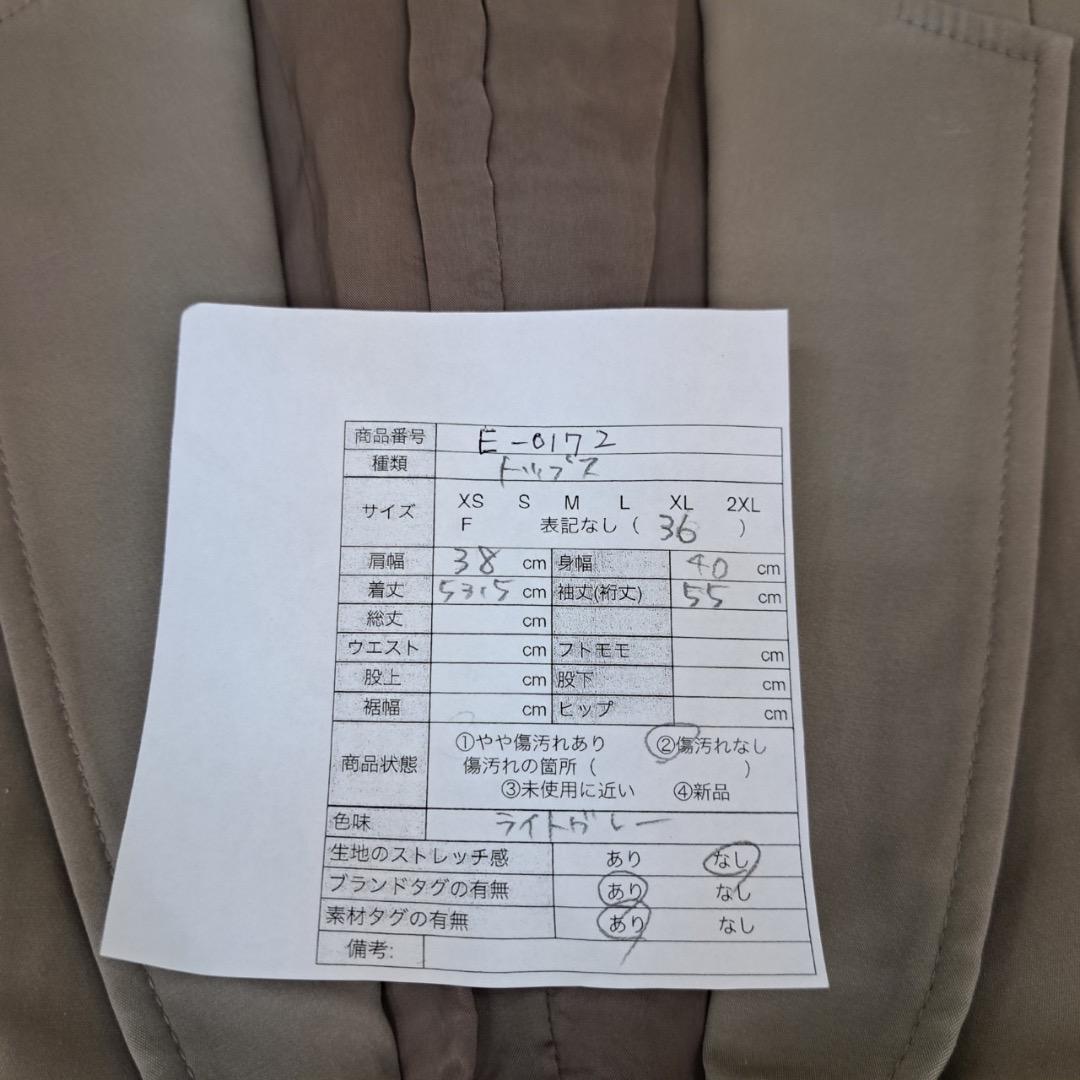 商品番号 E-0172
種類 トップス
サイズ XS S M L XL 2XL
F 表記なし ( 36 )
肩幅 38 cm 身幅 40 cm
着丈 53.5 cm 袖丈(裄丈) 55 cm
総丈 cm
ウエスト cm フトモモ cm
股上 cm 股下 cm
裾幅 cm ヒップ cm
商品状態 ①やや傷汚れあり ②傷汚れなし
傷汚れの箇所 ( )
③未使用に近い ④新品
色味 ライトグレー
生地のストレッチ感 あり なし
ブランドタグの有無 あり なし
素材タグの有無 あり なし
備考: